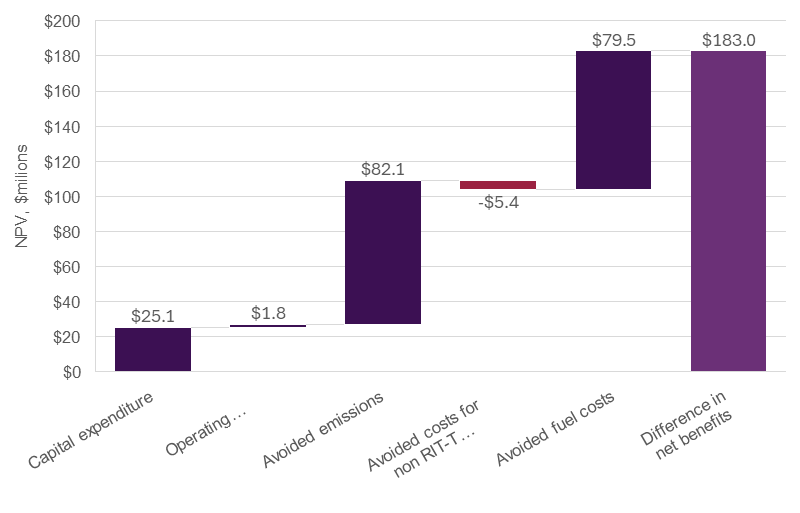 $200
$180
$160
$140
$120
$100
$80
$60
$40
$20
$0
NPV, $millions
$25.1
$1.8
$82.1
-$5.4
$79.5
$183.0
Capital expenditure
Operating…
Avoided emissions
Avoided costs for
non RIT-T…
Avoided fuel costs
Difference in
net benefits